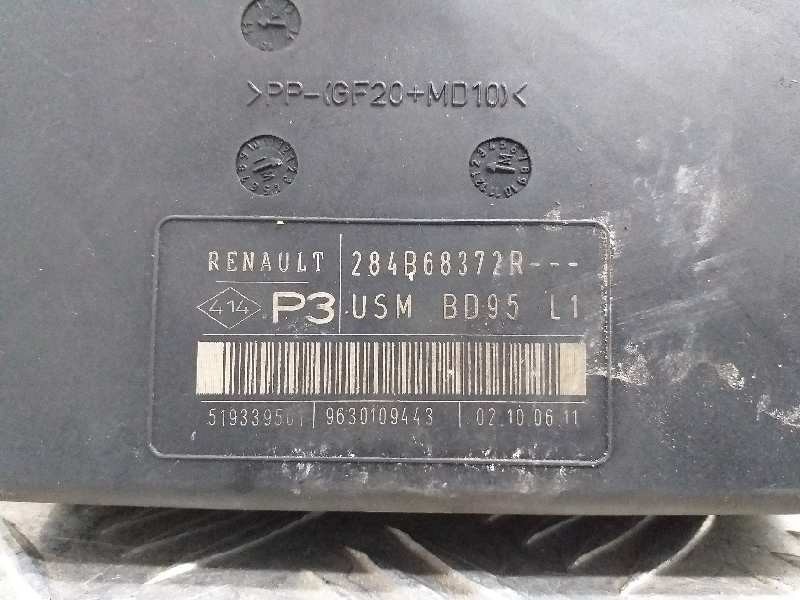 >PP-(GF20+MD10)<
RENAULT 284B68372R---
414 P3 USM BD95 L1
519339501 9630109443 02.10.06.11